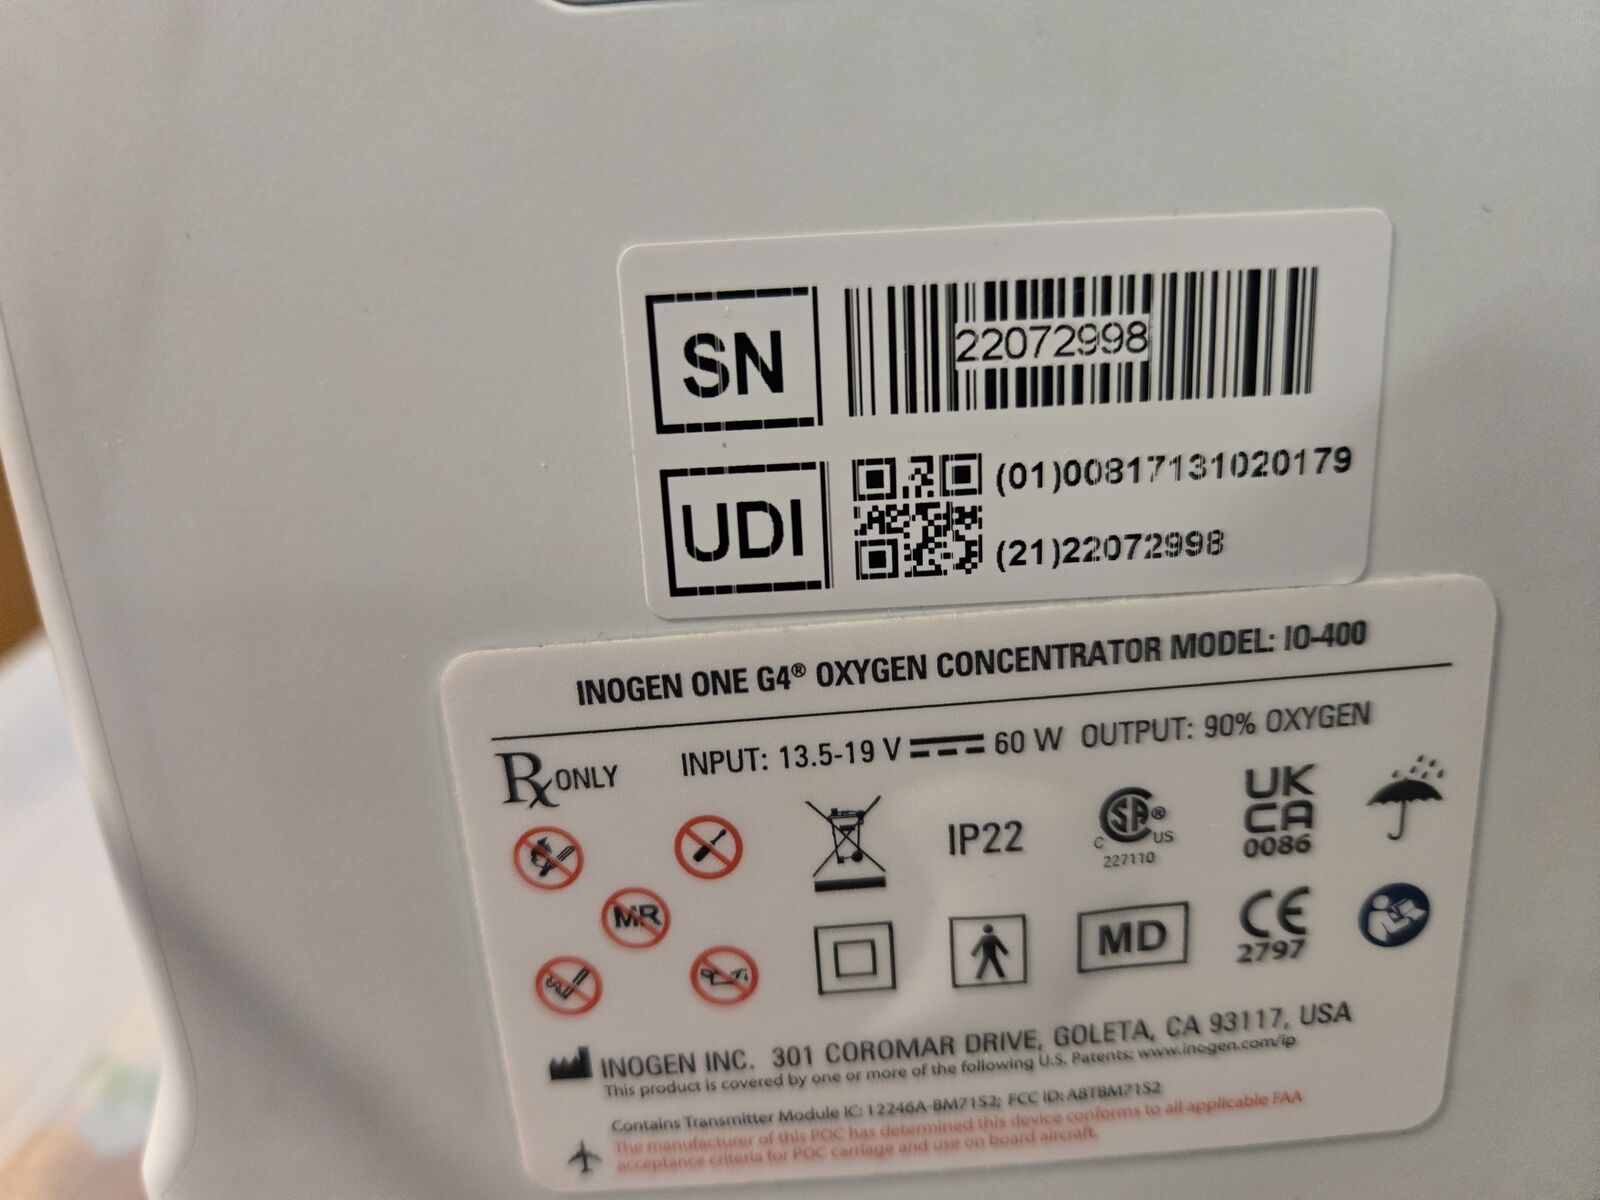 SN
22072998
UDI
(01)00817131020179
(21)22072998
INOGEN ONE G4® OXYGEN CONCENTRATOR MODEL: IO-400
Rx ONLY INPUT: 13.5-19 V 60 W OUTPUT: 90% OXYGEN
IP22
CSA®
C US
227110
UK
CA
0086
MR
MD
CE
2797
INOGEN INC. 301 COROMAR DRIVE, GOLETA, CA 93117, USA
This product is covered by one or more of the following U.S. Patents: www.inogen.com/ip
Contains Transmitter Module IC: 12246A-BM71S2; FCC ID: A8TBM71S2
The manufacturer of this POC has determined this device conforms to all applicable FAA
acceptance criteria for POC carriage and use on board aircraft.